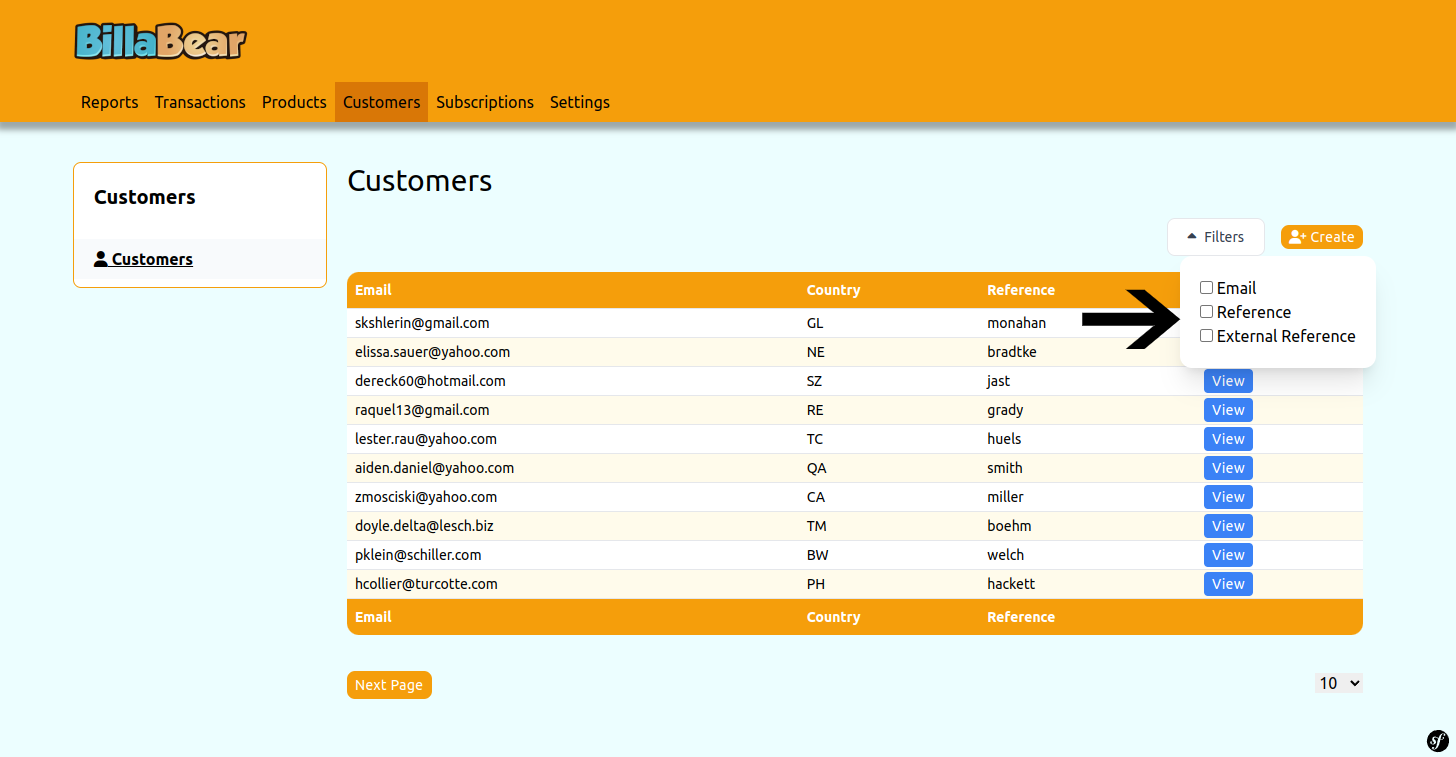 BillaBear
Reports Transactions Products Customers Subscriptions Settings
Customers
Customers
Customers
Filters Create
Email
Reference
External Reference
Email Country Reference
skshlerin@gmail.com GL monahan
elissa.sauer@yahoo.com NE bradtke
dereck60@hotmail.com SZ jast View
raquel13@gmail.com RE grady View
lester.rau@yahoo.com TC huels View
aiden.daniel@yahoo.com QA smith View
zmosciski@yahoo.com CA miller View
doyle.delta@lesch.biz TM boehm View
pklein@schiller.com BW welch View
hcollier@turcotte.com PH hackett View
Email Country Reference
Next Page 10
sf